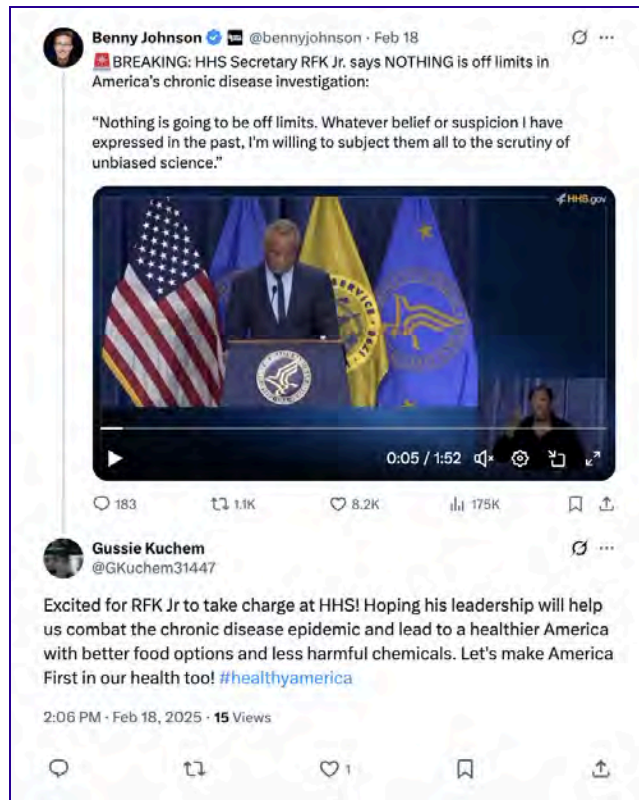 Benny Johnson @bennyjohnson · Feb 18
🚨BREAKING: HHS Secretary RFK Jr. says NOTHING is off limits in
America's chronic disease investigation:
“Nothing is going to be off limits. Whatever belief or suspicion I have
expressed in the past, I'm willing to subject them all to the scrutiny of
unbiased science.”
HHS.gov
0:05 / 1:52
183 1.1K 8.2K 175K
Gussie Kuchem
@GKuchem31447
Excited for RFK Jr to take charge at HHS! Hoping his leadership will help
us combat the chronic disease epidemic and lead to a healthier America
with better food options and less harmful chemicals. Let's make America
First in our health too! #healthyamerica
2:06 PM · Feb 18, 2025 · 15 Views
1